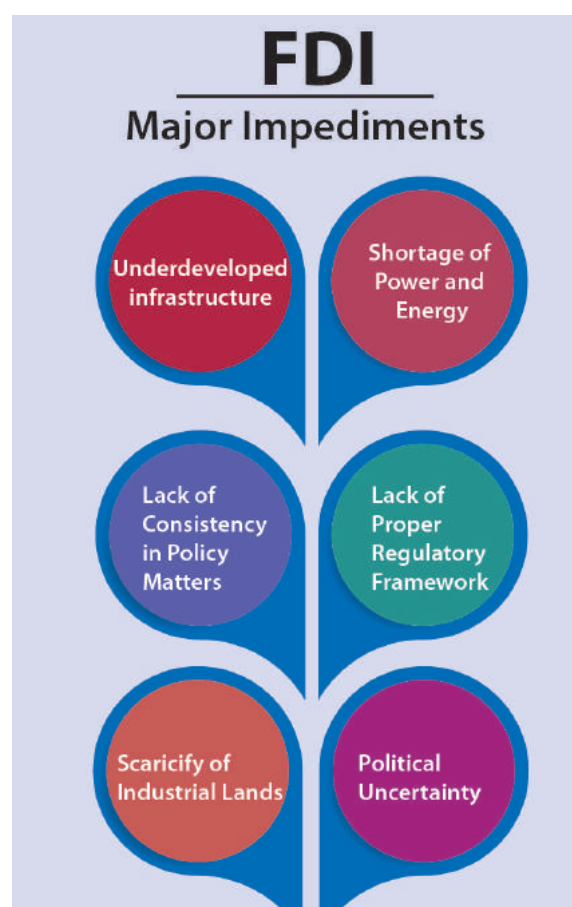 FDI
Major Impediments
Underdeveloped
infrastructure
Shortage of
Power and
Energy
Lack of
Consistency
in Policy
Matters
Lack of
Proper
Regulatory
Framework
Scaricify of
Industrial Lands
Political
Uncertainty